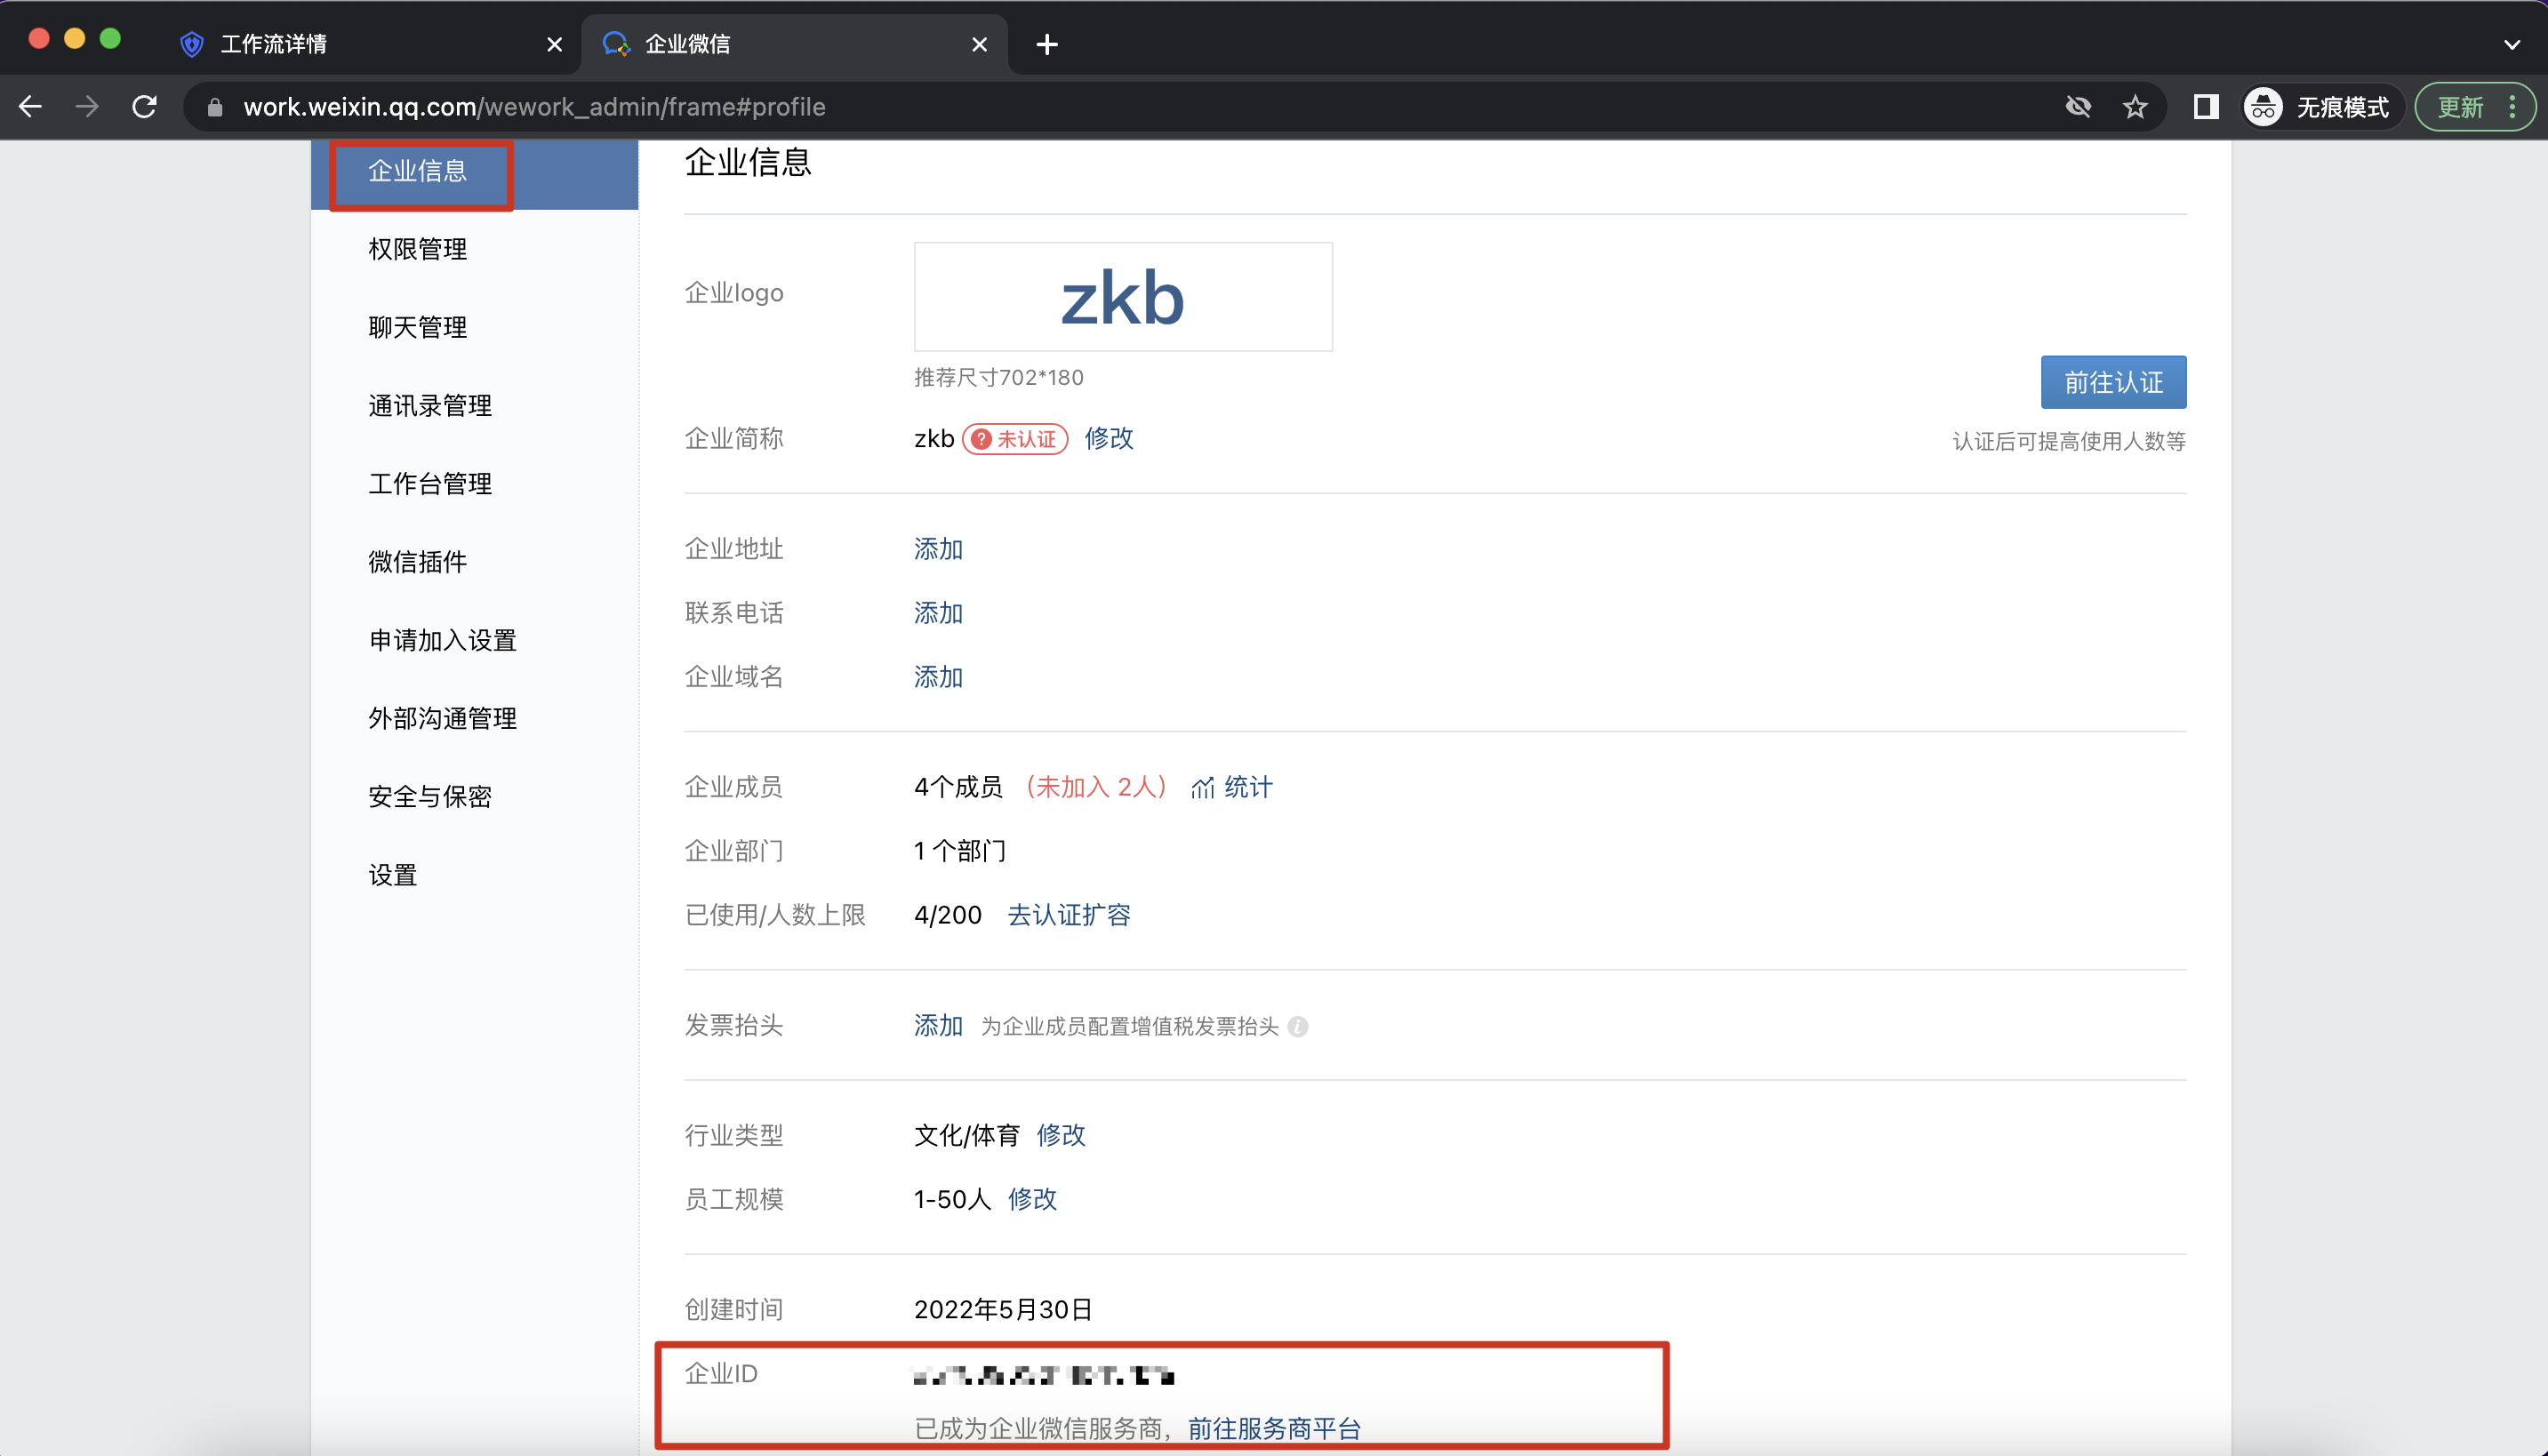 工作流详情
企业微信
work.weixin.qq.com/wework_admin/frame#profile
无痕模式
更新
企业信息
权限管理
聊天管理
通讯录管理
工作台管理
微信插件
申请加入设置
外部沟通管理
安全与保密
设置
企业信息
企业logo
zkb
推荐尺寸702*180
前往认证
企业简称 zkb ? 未认证 修改
认证后可提高使用人数等
企业地址 添加
联系电话 添加
企业域名 添加
企业成员 4个成员 （未加入 2人） 统计
企业部门 1 个部门
已使用/人数上限 4/200 去认证扩容
发票抬头 添加 为企业成员配置增值税发票抬头
行业类型 文化/体育 修改
员工规模 1-50人 修改
创建时间 2022年5月30日
企业ID
已成为企业微信服务商，前往服务商平台